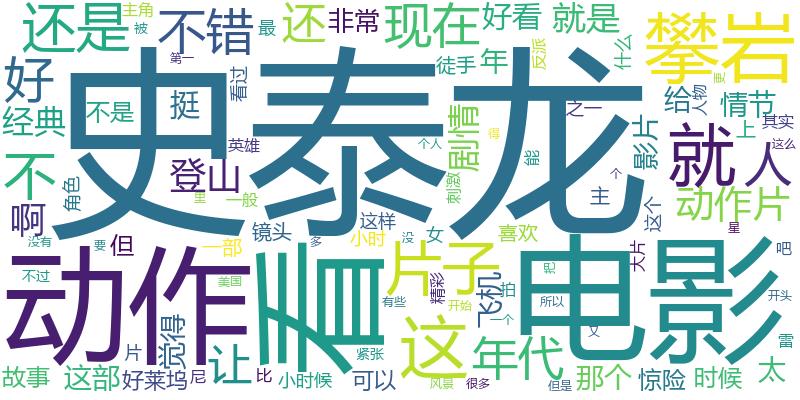 还是
主角
被
不错
最
还
非常
现在
好看
就是
什么
攀岩
好
挺
第一
看过
年
徒手
反派
更
经典
不是
史泰龙
之一
给
人物
情节
不
角色
登山
英雄
剧情
个人
得
能
影片
上
其实
这么
就
人
啊
里
一般
刺激
个
主
动作片
但
没有
要
一部
镜头
这样
多
小时
没
女
喜欢
这个
大片
星
吧
动作
看
片子
电影
不过
美国
有些
精彩
飞机
拍
开始
一个
把
所以
又
开头
雷
片
觉得
让
紧张
这
年代
故事
这部
好莱坞
尼
比
小时候
可以
风景
很多
但是
那个
惊险
时候
太